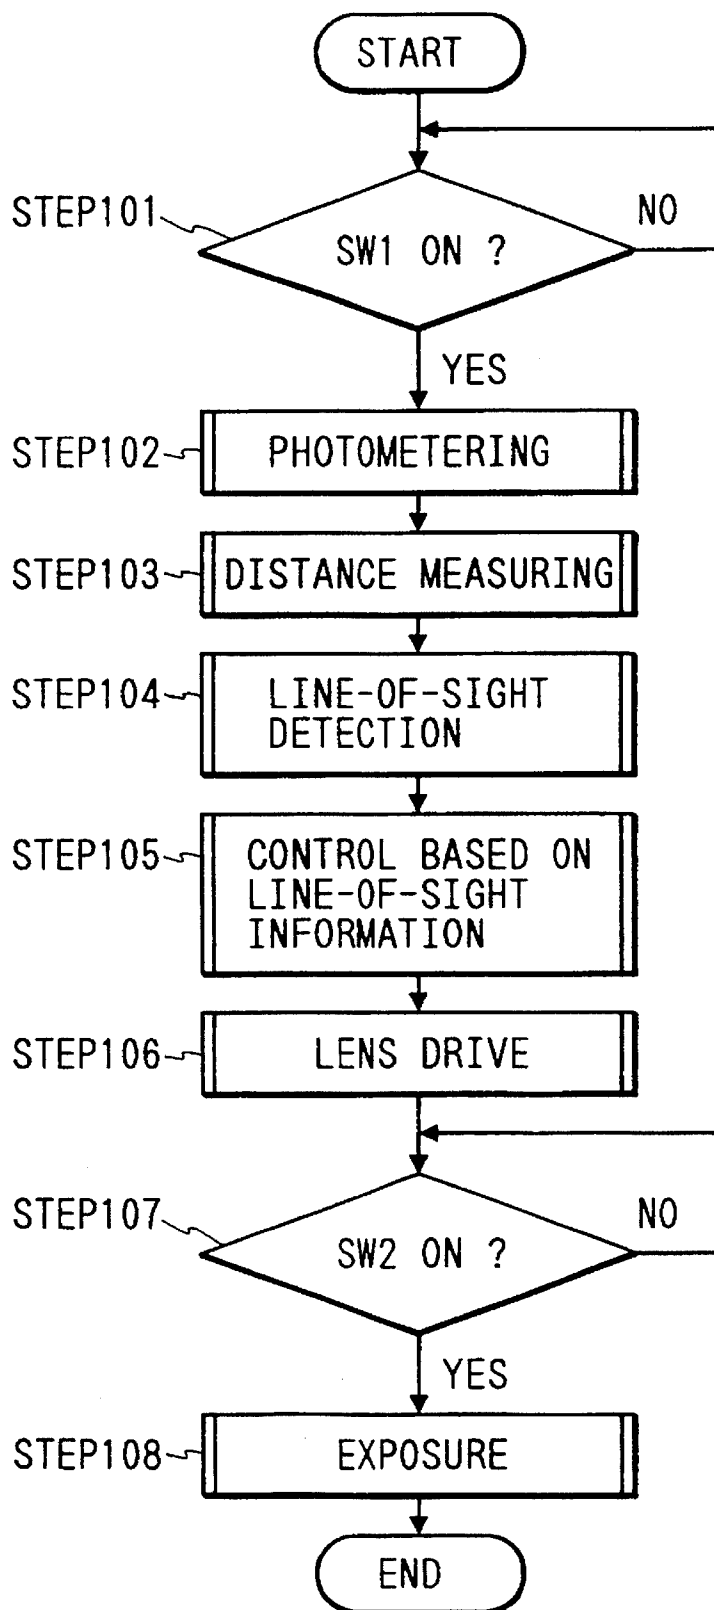 START
STEP101
SW1 ON ?
NO
YES
STEP102
PHOTOMETERING
STEP103
DISTANCE MEASURING
STEP104
LINE-OF-SIGHT
DETECTION
STEP105
CONTROL BASED ON
LINE-OF-SIGHT
INFORMATION
STEP106
LENS DRIVE
STEP107
SW2 ON ?
NO
YES
STEP108
EXPOSURE
END